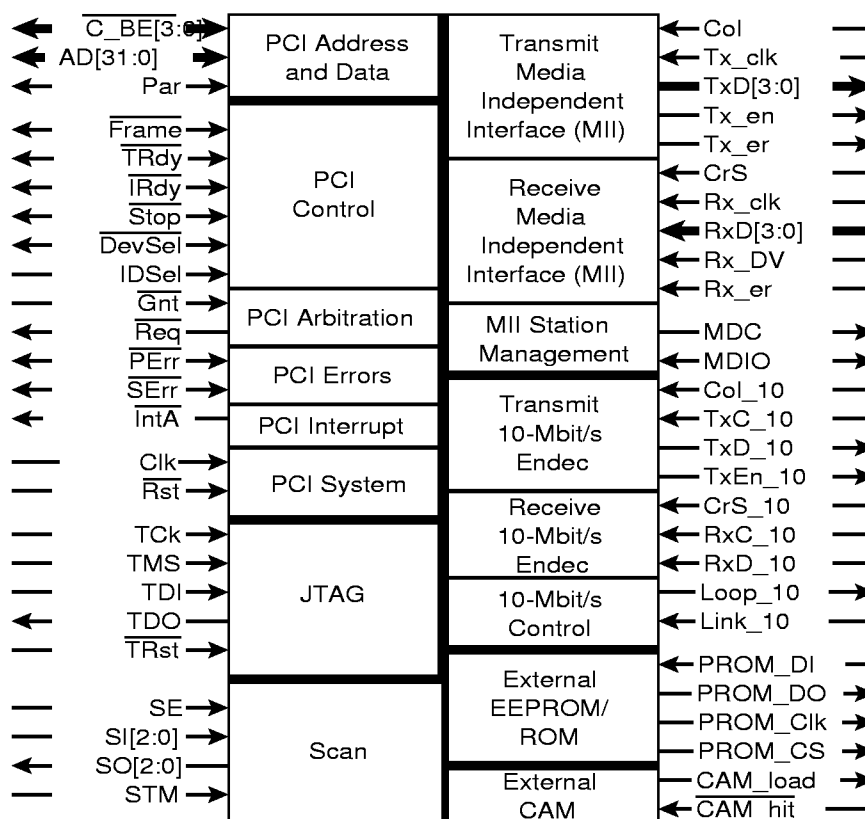 C_BE[3:0]
AD[31:0]
Par
Frame
TRdy
IRdy
Stop
DevSel
IDSel
Gnt
Req
PErr
SErr
IntA
Clk
Rst
TCk
TMS
TDI
TDO
TRst
SE
SI[2:0]
SO[2:0]
STM
PCI Address
and Data
PCI
Control
PCI Arbitration
PCI Errors
PCI Interrupt
PCI System
JTAG
Scan
Transmit
Media
Independent
Interface (MII)
Receive
Media
Independent
Interface (MII)
MII Station
Management
Transmit
10-Mbit/s
Endec
Receive
10-Mbit/s
Endec
10-Mbit/s
Control
External
EEPROM/
ROM
External
CAM
Col
Tx_clk
TxD[3:0]
Tx_en
Tx_er
CrS
Rx_clk
RxD[3:0]
Rx_DV
Rx_er
MDC
MDIO
Col_10
TxC_10
TxD_10
TxEn_10
CrS_10
RxC_10
RxD_10
Loop_10
Link_10
PROM_DI
PROM_DO
PROM_Clk
PROM_CS
CAM_load
CAM_hit